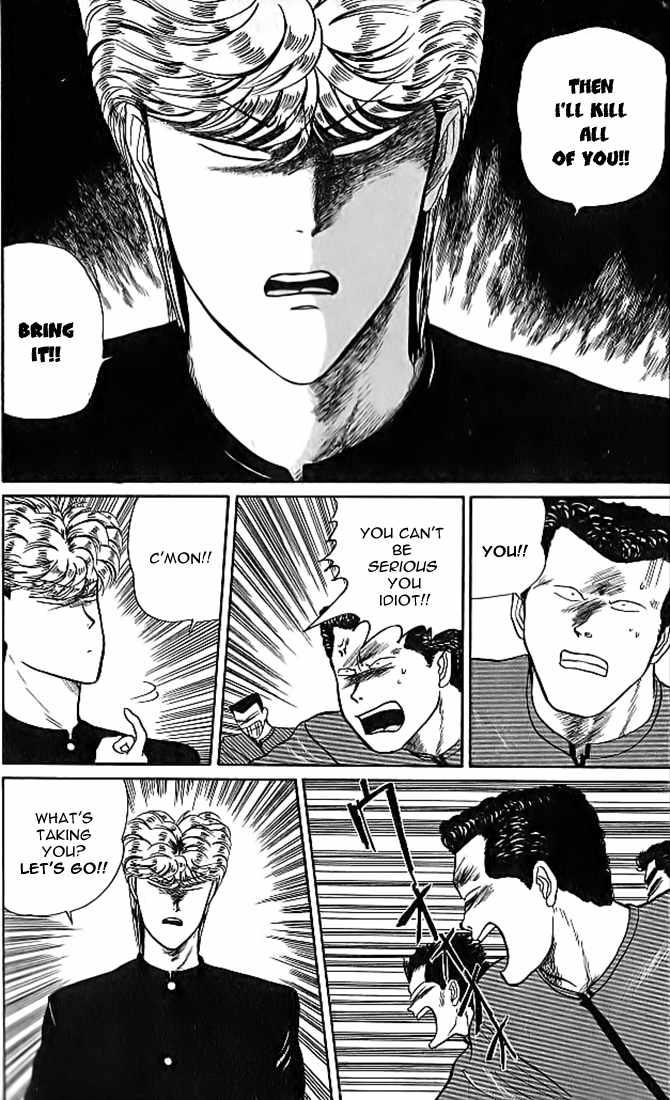 THEN
I'LL KILL
ALL
OF YOU!!
BRING
IT!!
YOU!!
YOU CAN'T
BE
SERIOUS
YOU
IDIOT!!
C'MON!!
WHAT'S
TAKING
YOU?
LET'S GO!!